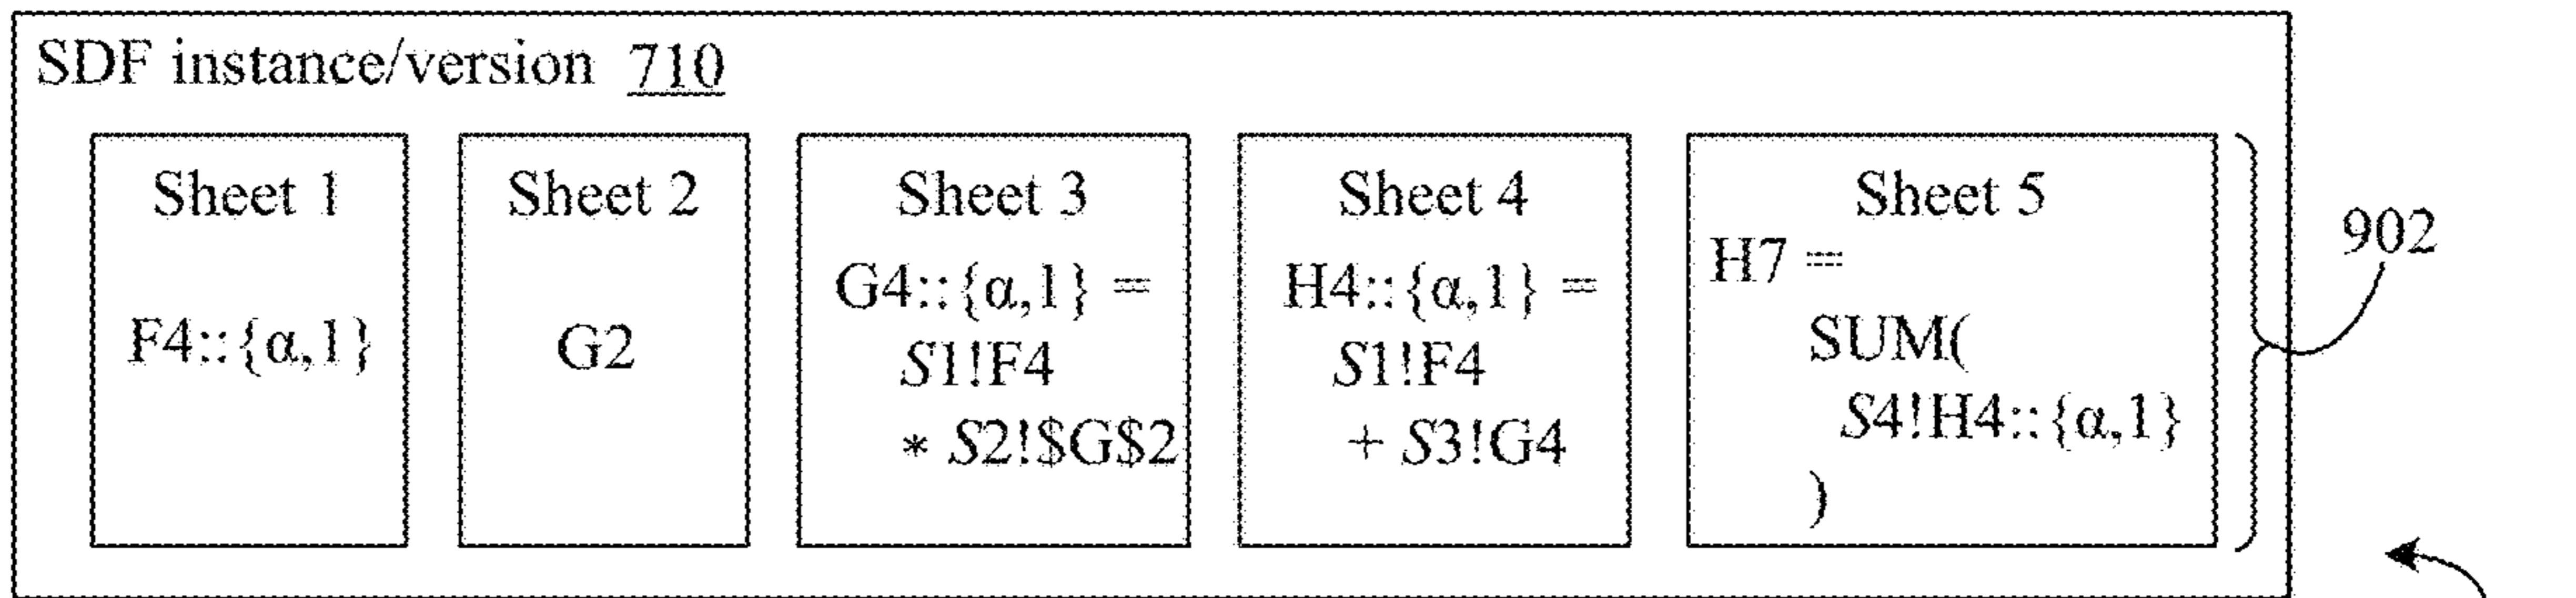 SDF instance/version 710
Sheet 1
F4::{α,1}
Sheet 2
G2
Sheet 3
G4::{α,1} =
S1!F4
* S2!$G$2
Sheet 4
H4::{α,1} =
S1!F4
+ S3!G4
Sheet 5
H7 =
SUM(
S4!H4::{α,1}
)
902